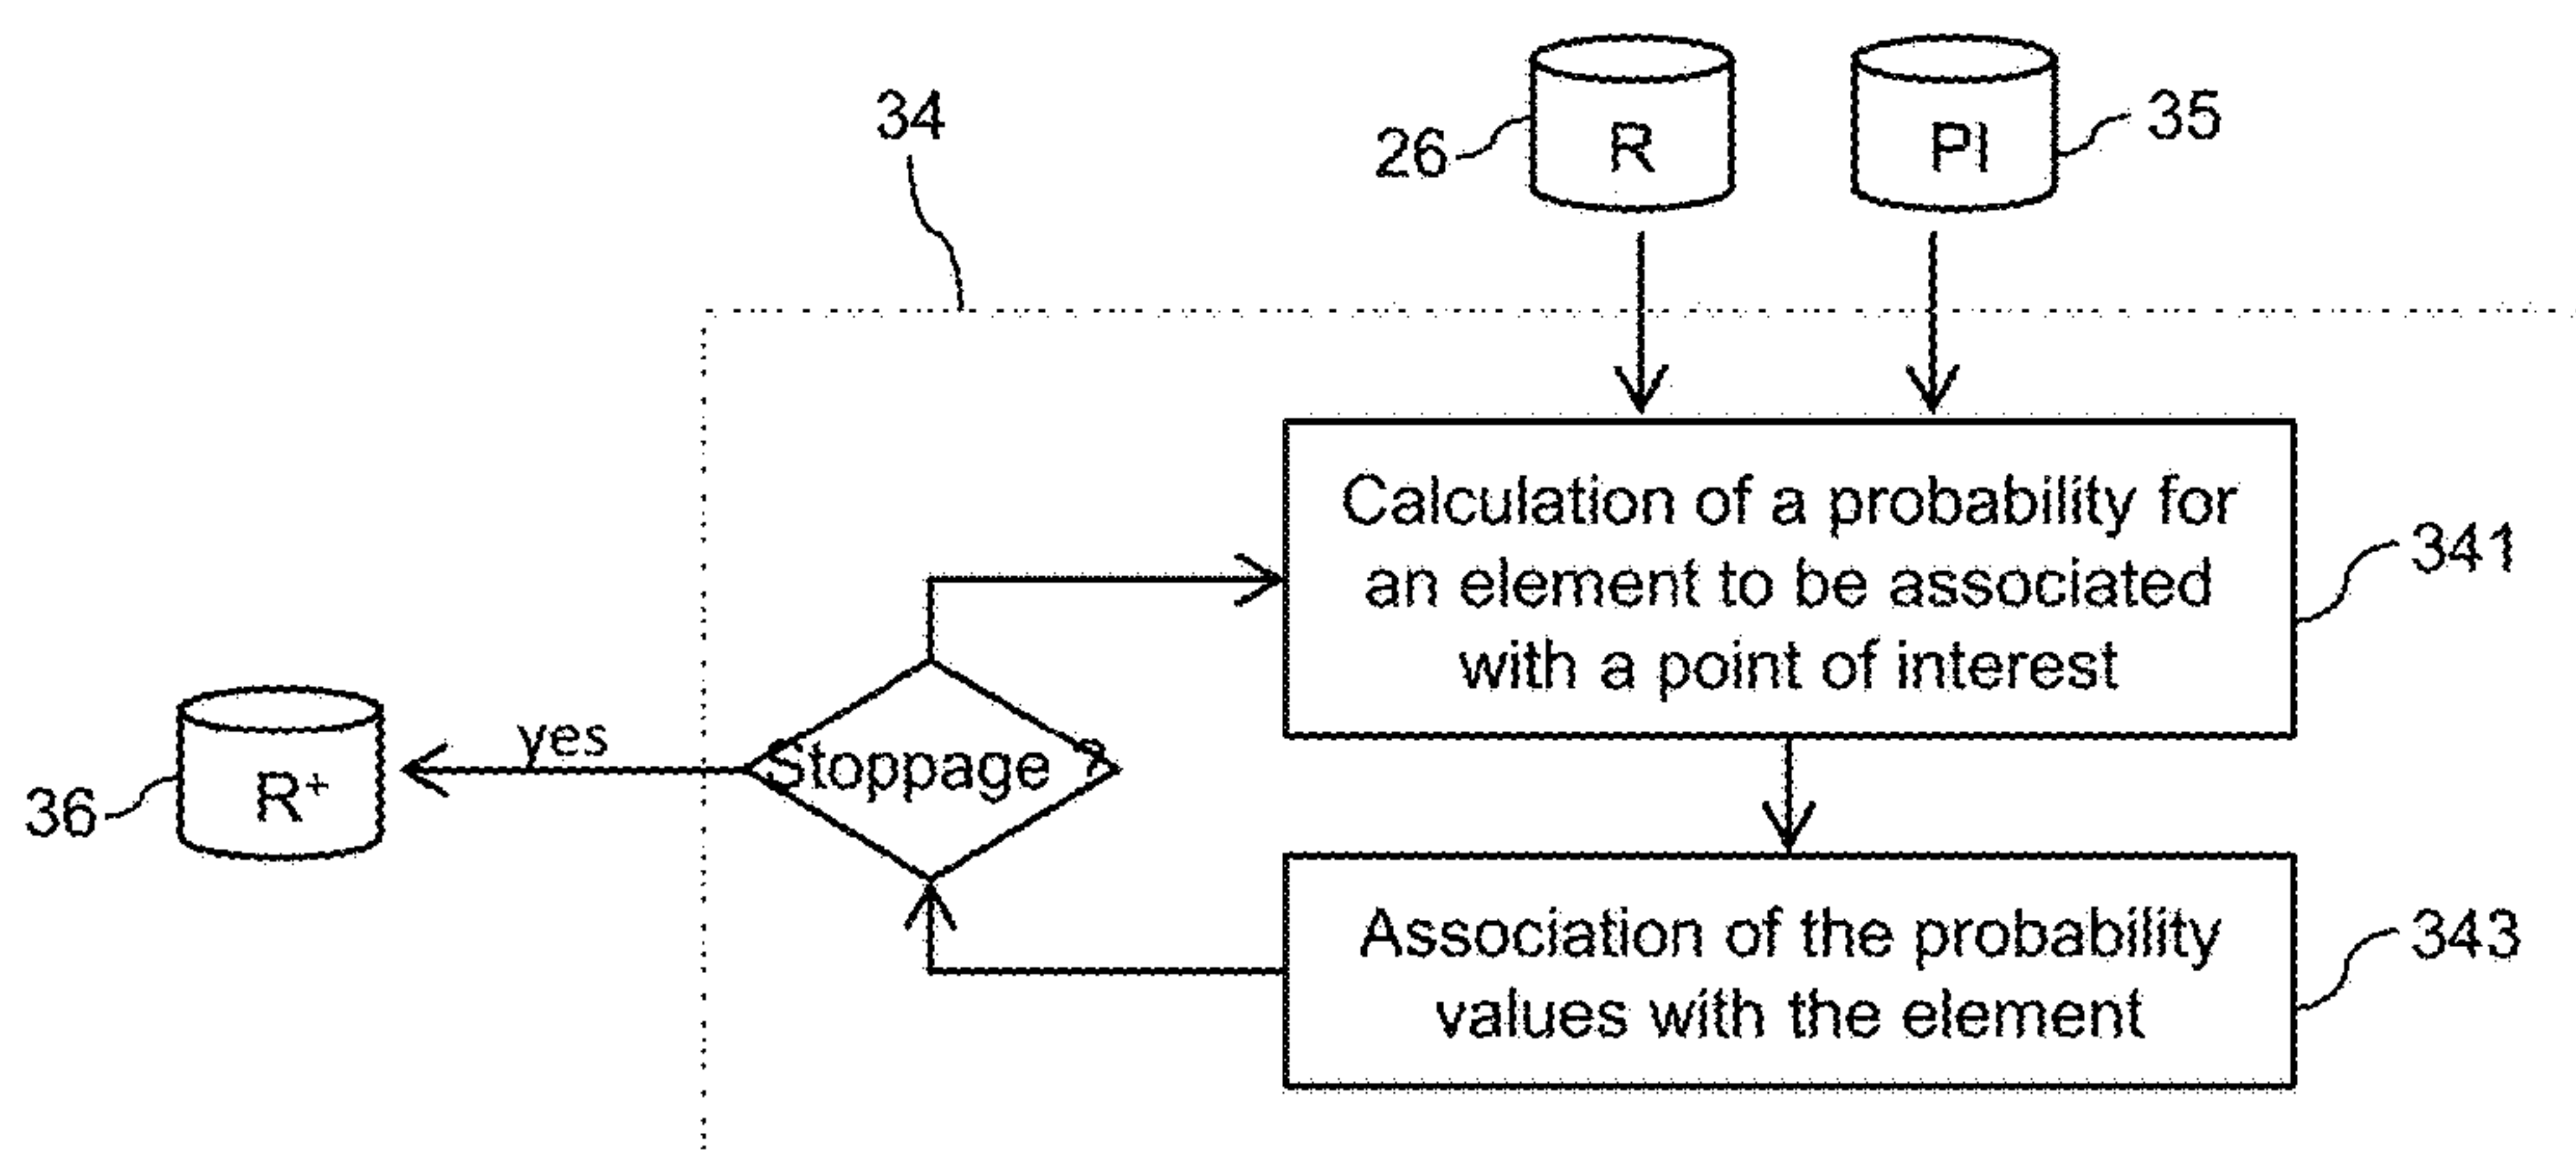 34
26
R
PI
35
Calculation of a probability for
an element to be associated
with a point of interest
341
yes
Stoppage ?
36
R⁺
Association of the probability
values with the element
343